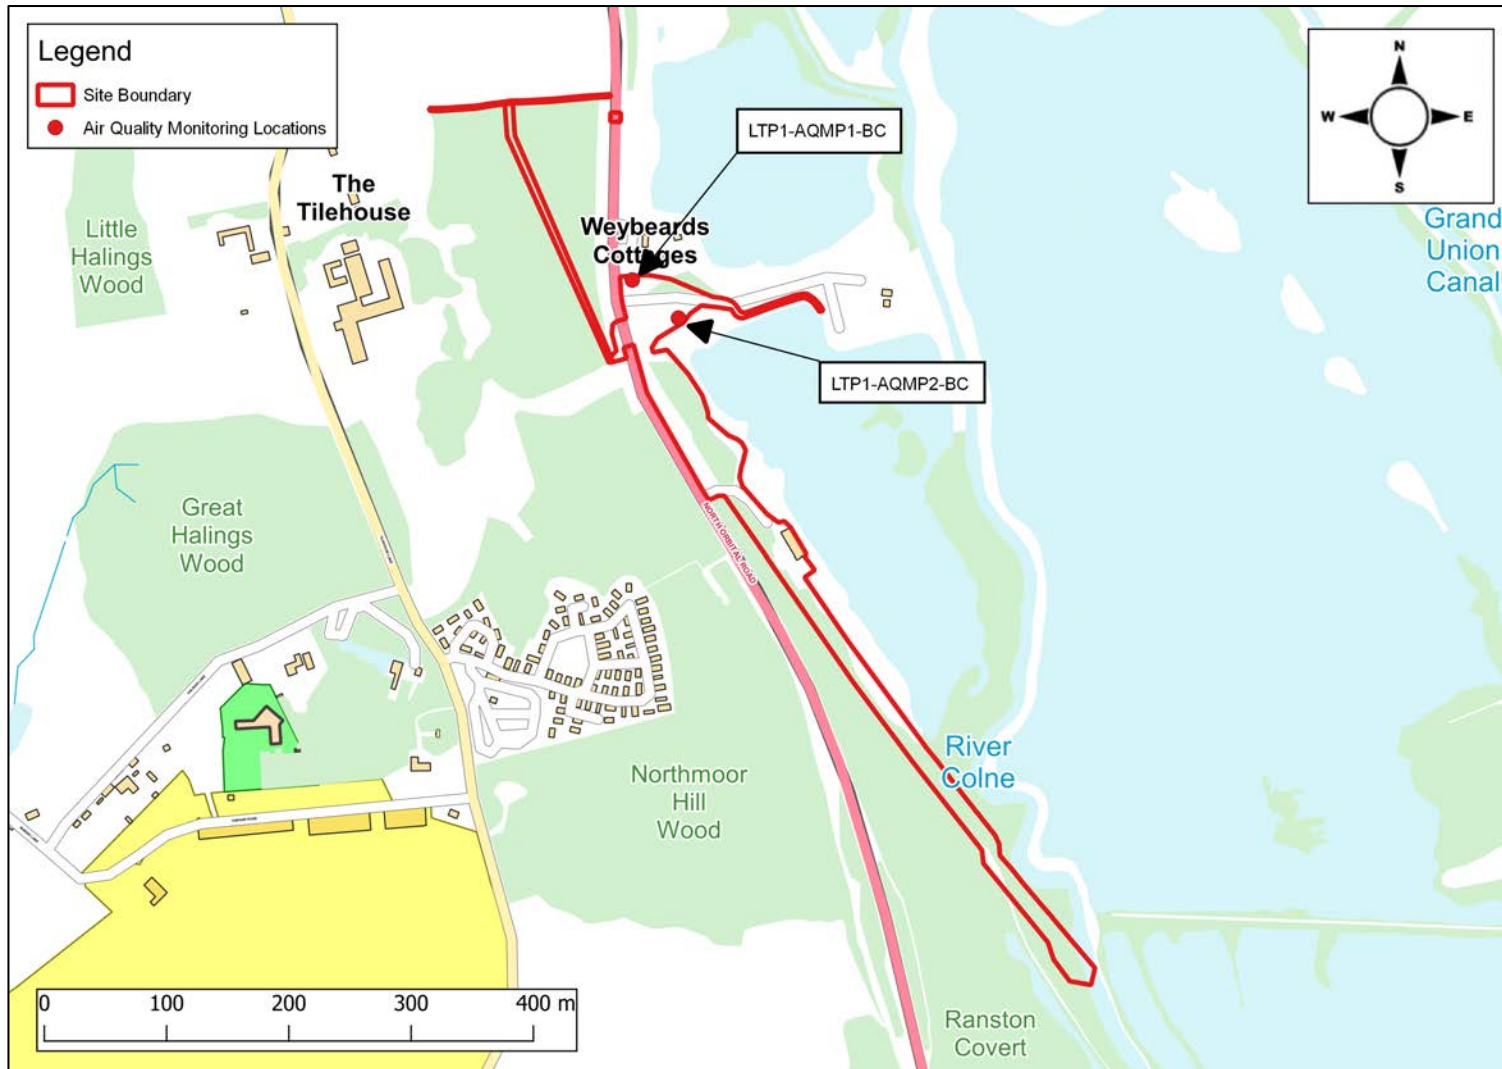 Legend
Site Boundary
Air Quality Monitoring Locations
N
W
E
S
LTP1-AQMP1-BC
The
Tilehouse
Weybeards
Cottages
Little
Halings
Wood
Grand
Union
Canal
LTP1-AQMP2-BC
Great
Halings
Wood
NORTH ORBITAL ROAD
River
Colne
Northmoor
Hill
Wood
0 100 200 300 400 m
Ranston
Covert